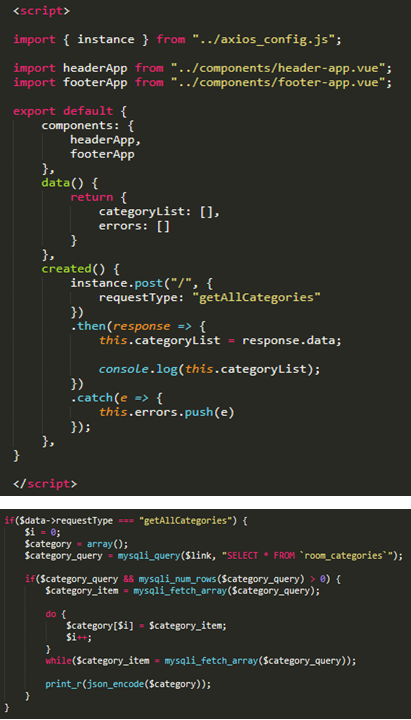 <script>
import { instance } from "../axios_config.js";
import headerApp from "../components/header-app.vue";
import footerApp from "../components/footer-app.vue";
export default {
components: {
headerApp,
footerApp
},
data() {
return {
categoryList: [],
errors: []
}
},
created() {
instance.post("/", {
requestType: "getAllCategories"
})
.then(response => {
this.categoryList = response.data;
console.log(this.categoryList);
})
.catch(e => {
this.errors.push(e)
});
},
}
</script>
if($data->requestType === "getAllCategories") {
$i = 0;
$category = array();
$category_query = mysqli_query($link, "SELECT * FROM `room_categories`");
if($category_query && mysqli_num_rows($category_query) > 0) {
$category_item = mysqli_fetch_array($category_query);
do {
$category[$i] = $category_item;
$i++;
}
while($category_item = mysqli_fetch_array($category_query));
print_r(json_encode($category));
}
}